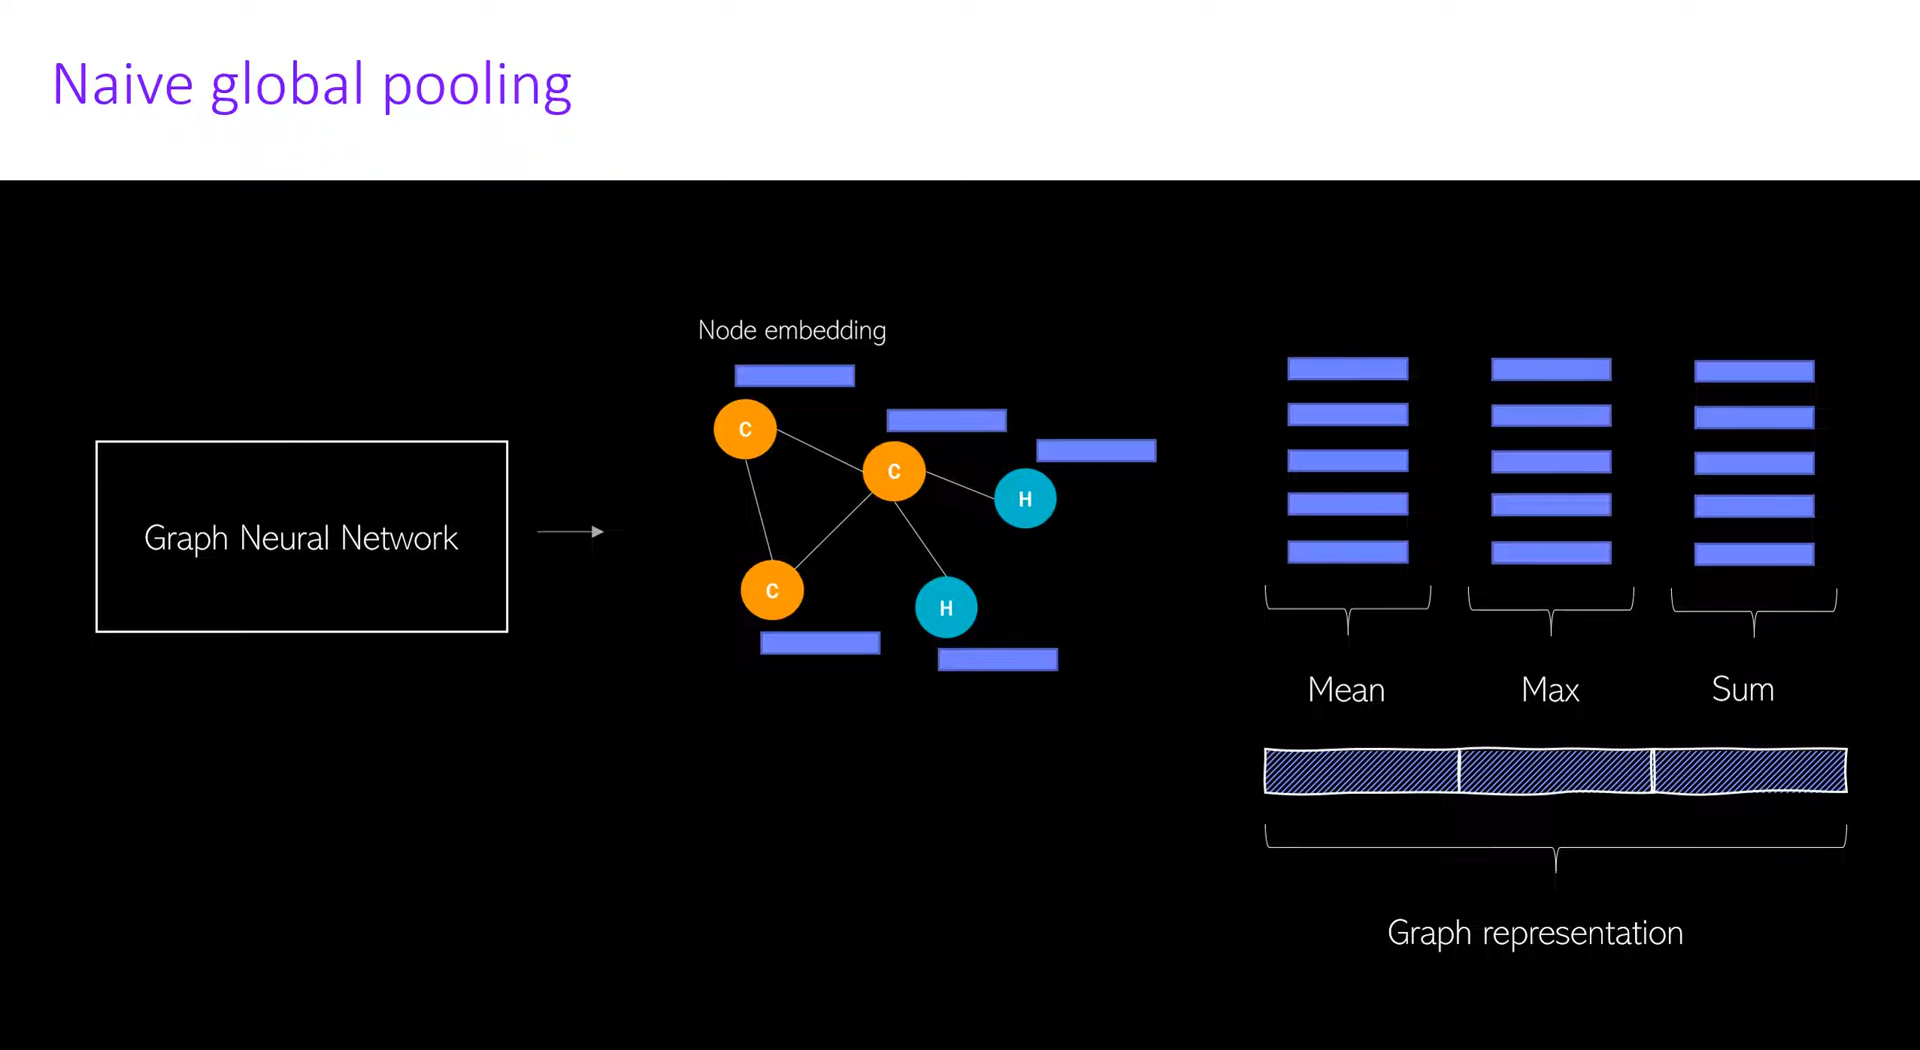 Naive global pooling
Graph Neural Network
Node embedding
C
C
H
C
H
Mean
Max
Sum
Graph representation